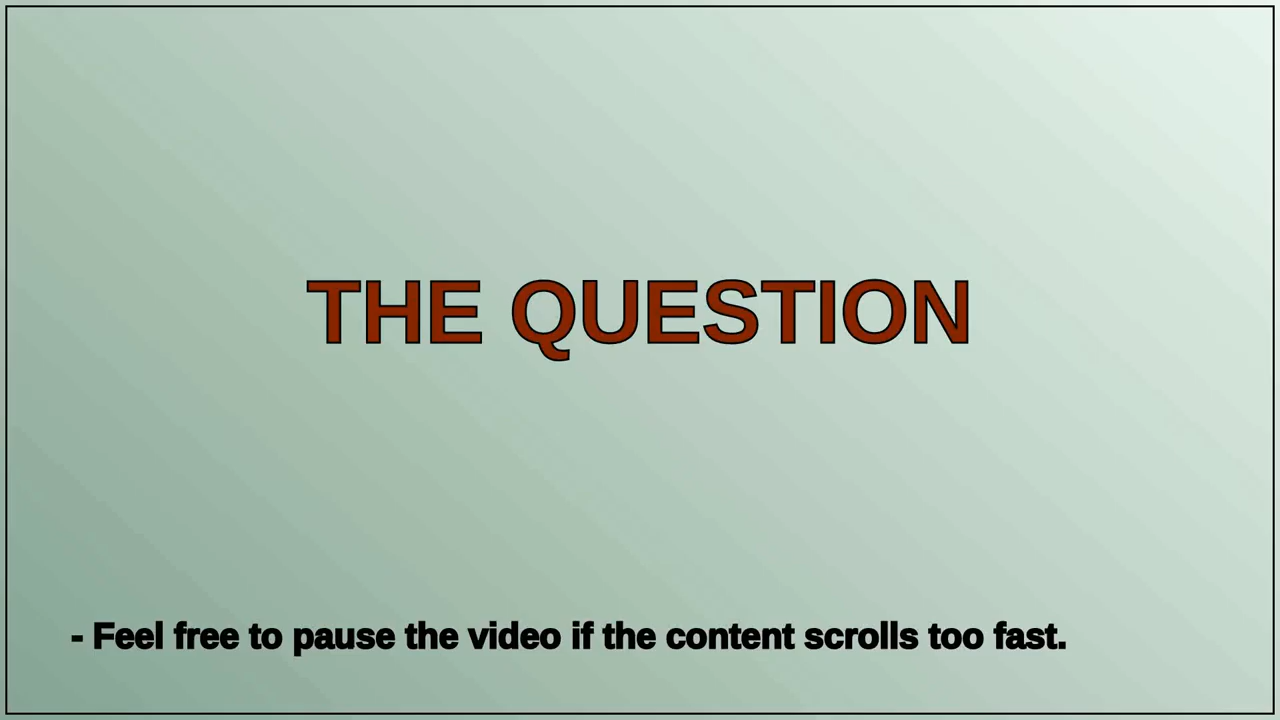 THE QUESTION
- Feel free to pause the video if the content scrolls too fast.